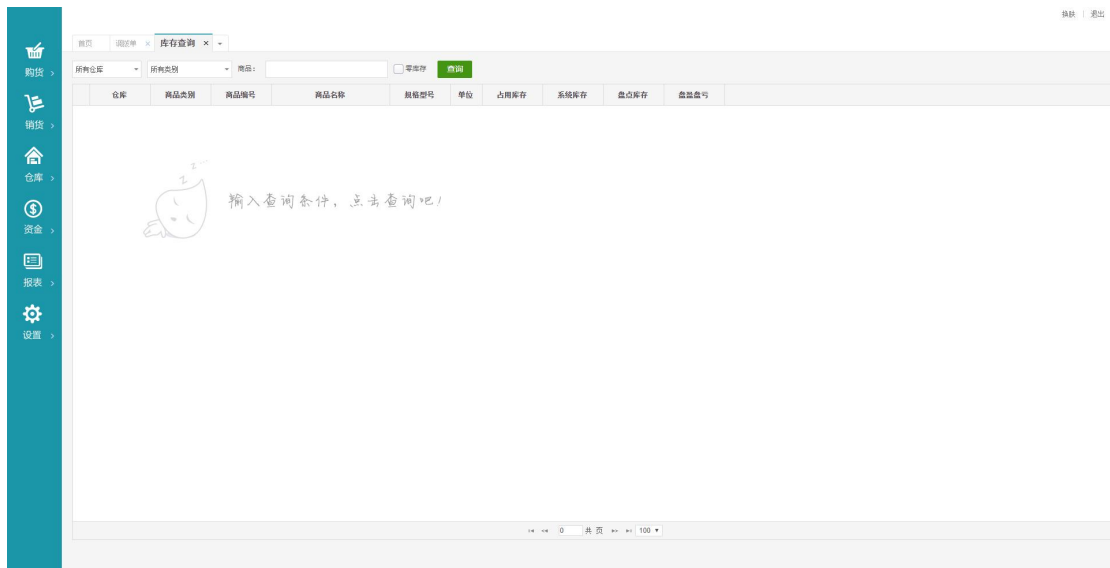 换肤 | 退出
首页 调拨单 × 库存查询 ×
购货 >
销货 >
仓库 >
资金 >
报表 >
设置 >
所有仓库 所有类别 商品: 零库存 查询
仓库 商品类别 商品编号 商品名称 规格型号 单位 占用库存 系统库存 盘点库存 盘盈盘亏
z z
输入查询条件，点击查询吧！
0 共 页 100